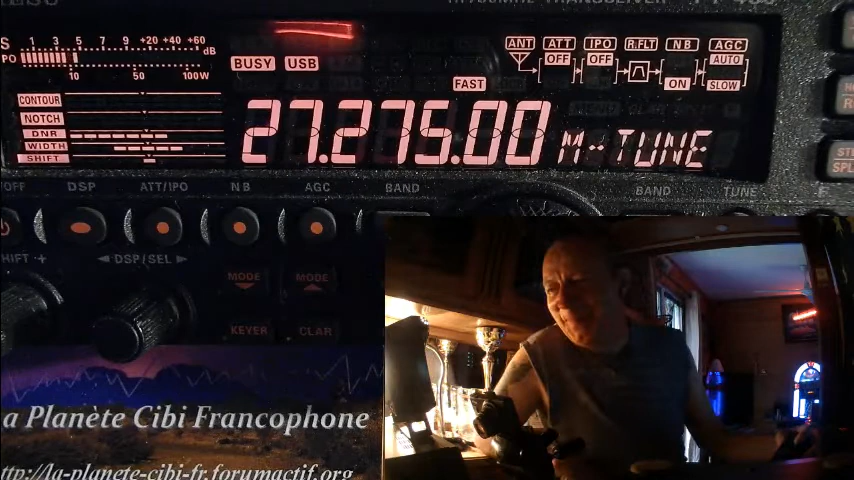 S 1 3 5 7 9 +20 +40 +60 dB
PO 10 50 100W
BUSY USB
ANT ATT IPO R.FLT NB AGC
OFF OFF AUTO
FAST ON SLOW
CONTOUR
NOTCH
DNR
WIDTH
SHIFT
27.275.00 M-TUNE
OFF DSP ATT/IPO NB AGC BAND BAND TUNE
SHIFT + ◄ DSP/SEL ►
MODE MODE
KEYER CLAR
a Planète Cibi Francophone
ttp://la-planete-cibi-fr.forumactif.org